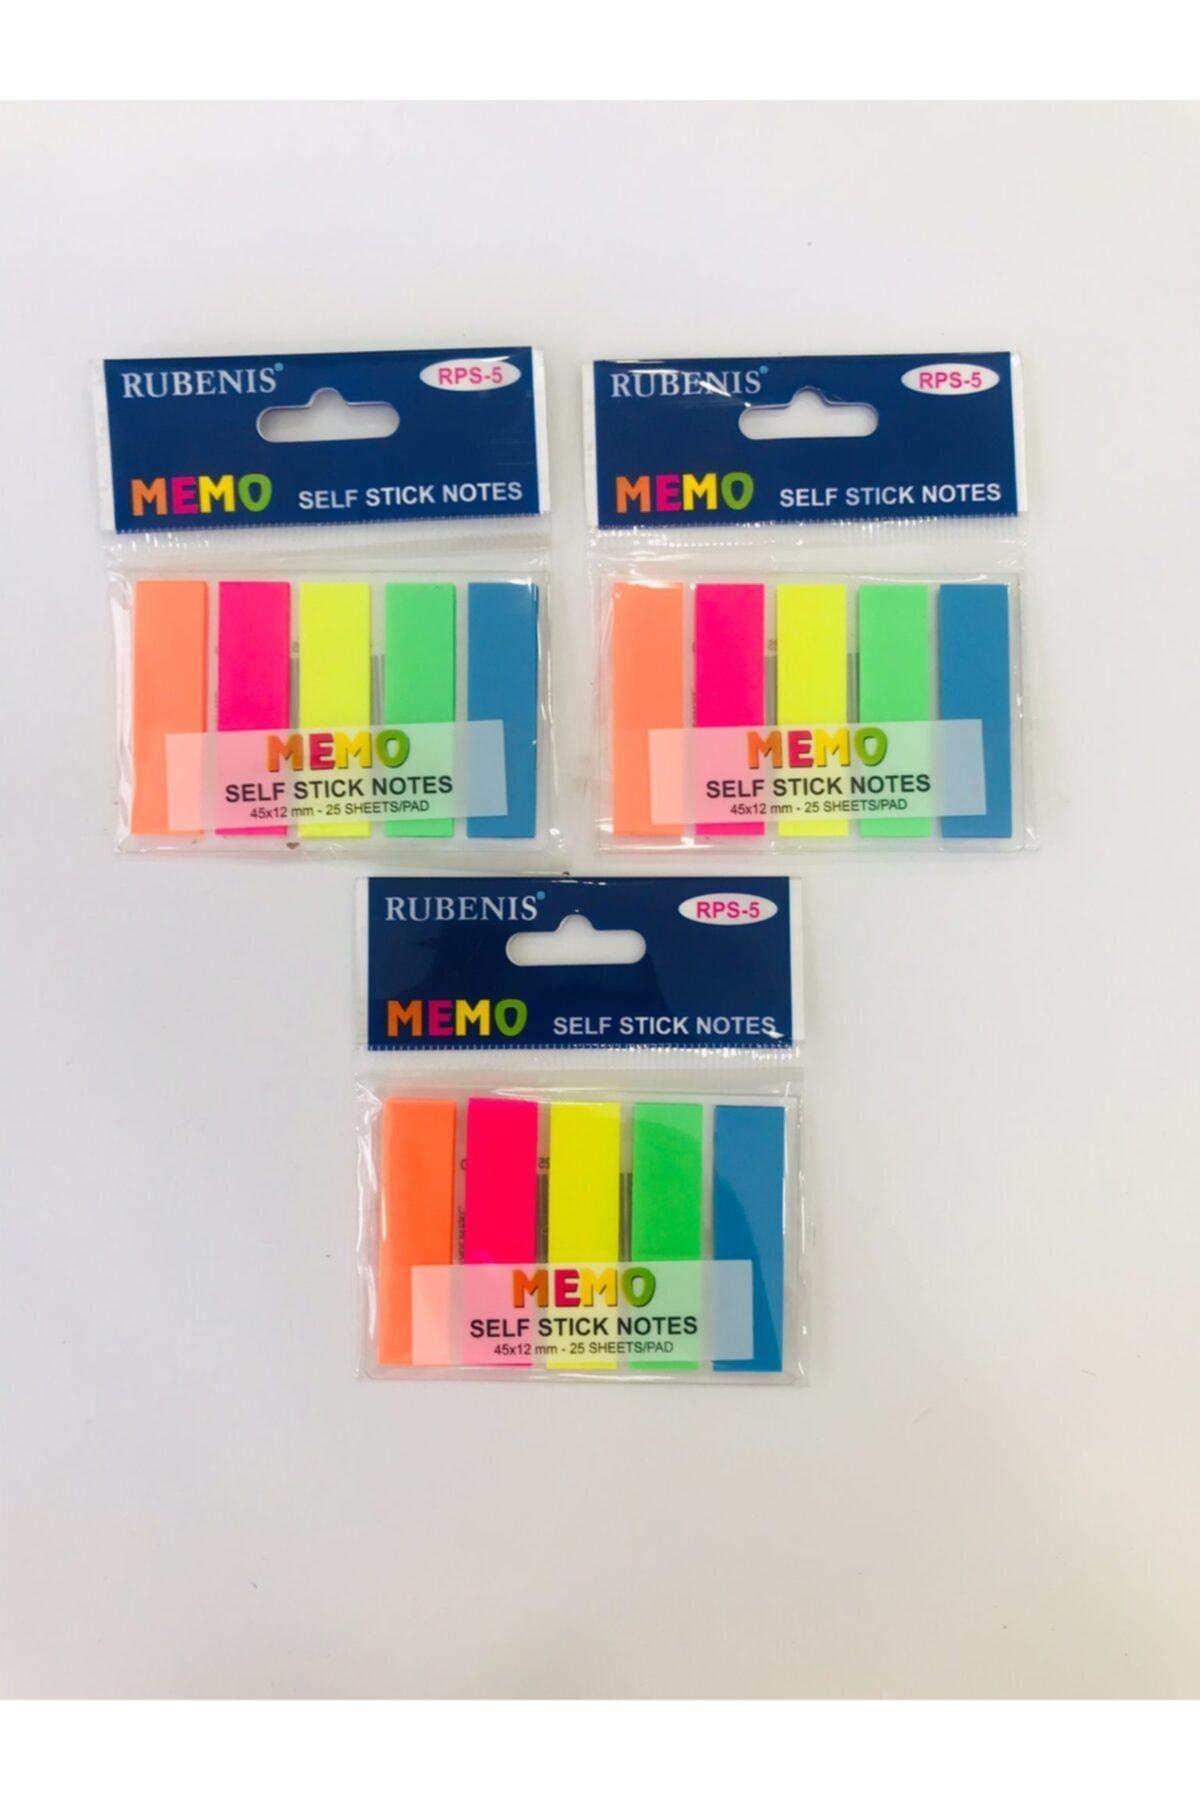 RUBENIS® RPS-5
MEMO SELF STICK NOTES
MEMO
SELF STICK NOTES
45x12 mm - 25 SHEETS/PAD
RUBENIS® RPS-5
MEMO SELF STICK NOTES
MEMO
SELF STICK NOTES
45x12 mm - 25 SHEETS/PAD
RUBENIS® RPS-5
MEMO SELF STICK NOTES
MEMO
SELF STICK NOTES
45x12 mm - 25 SHEETS/PAD